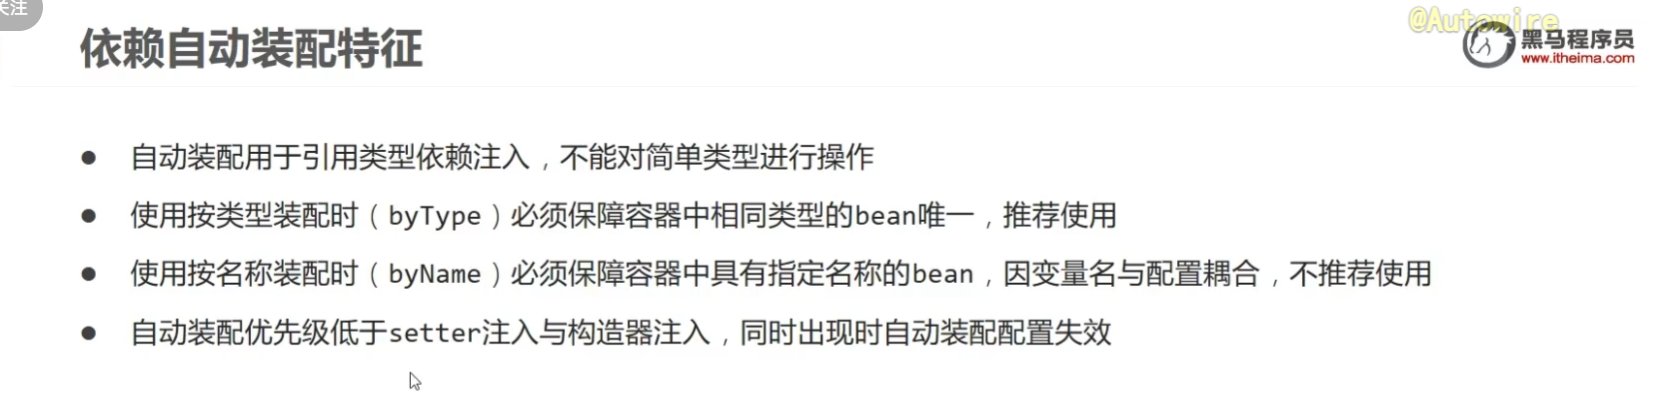 关注
@Autowire
依赖自动装配特征
黑马程序员
www.itheima.com
● 自动装配用于引用类型依赖注入，不能对简单类型进行操作
● 使用按类型装配时（byType）必须保障容器中相同类型的bean唯一，推荐使用
● 使用按名称装配时（byName）必须保障容器中具有指定名称的bean，因变量名与配置耦合，不推荐使用
● 自动装配优先级低于setter注入与构造器注入，同时出现时自动装配配置失效